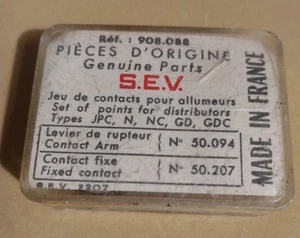 Réf. : 908.088
PIÈCES D'ORIGINE
Genuine Parts
S.E.V.
Jeu de contacts pour allumeurs
Set of points for distributors
Types JPC, N, NC, GD, GDC
Levier de rupteur
Contact Arm
N° 50.094
Contact fixe
Fixed contact
N° 50.207
S.E.V. 2207
MADE IN FRANCE